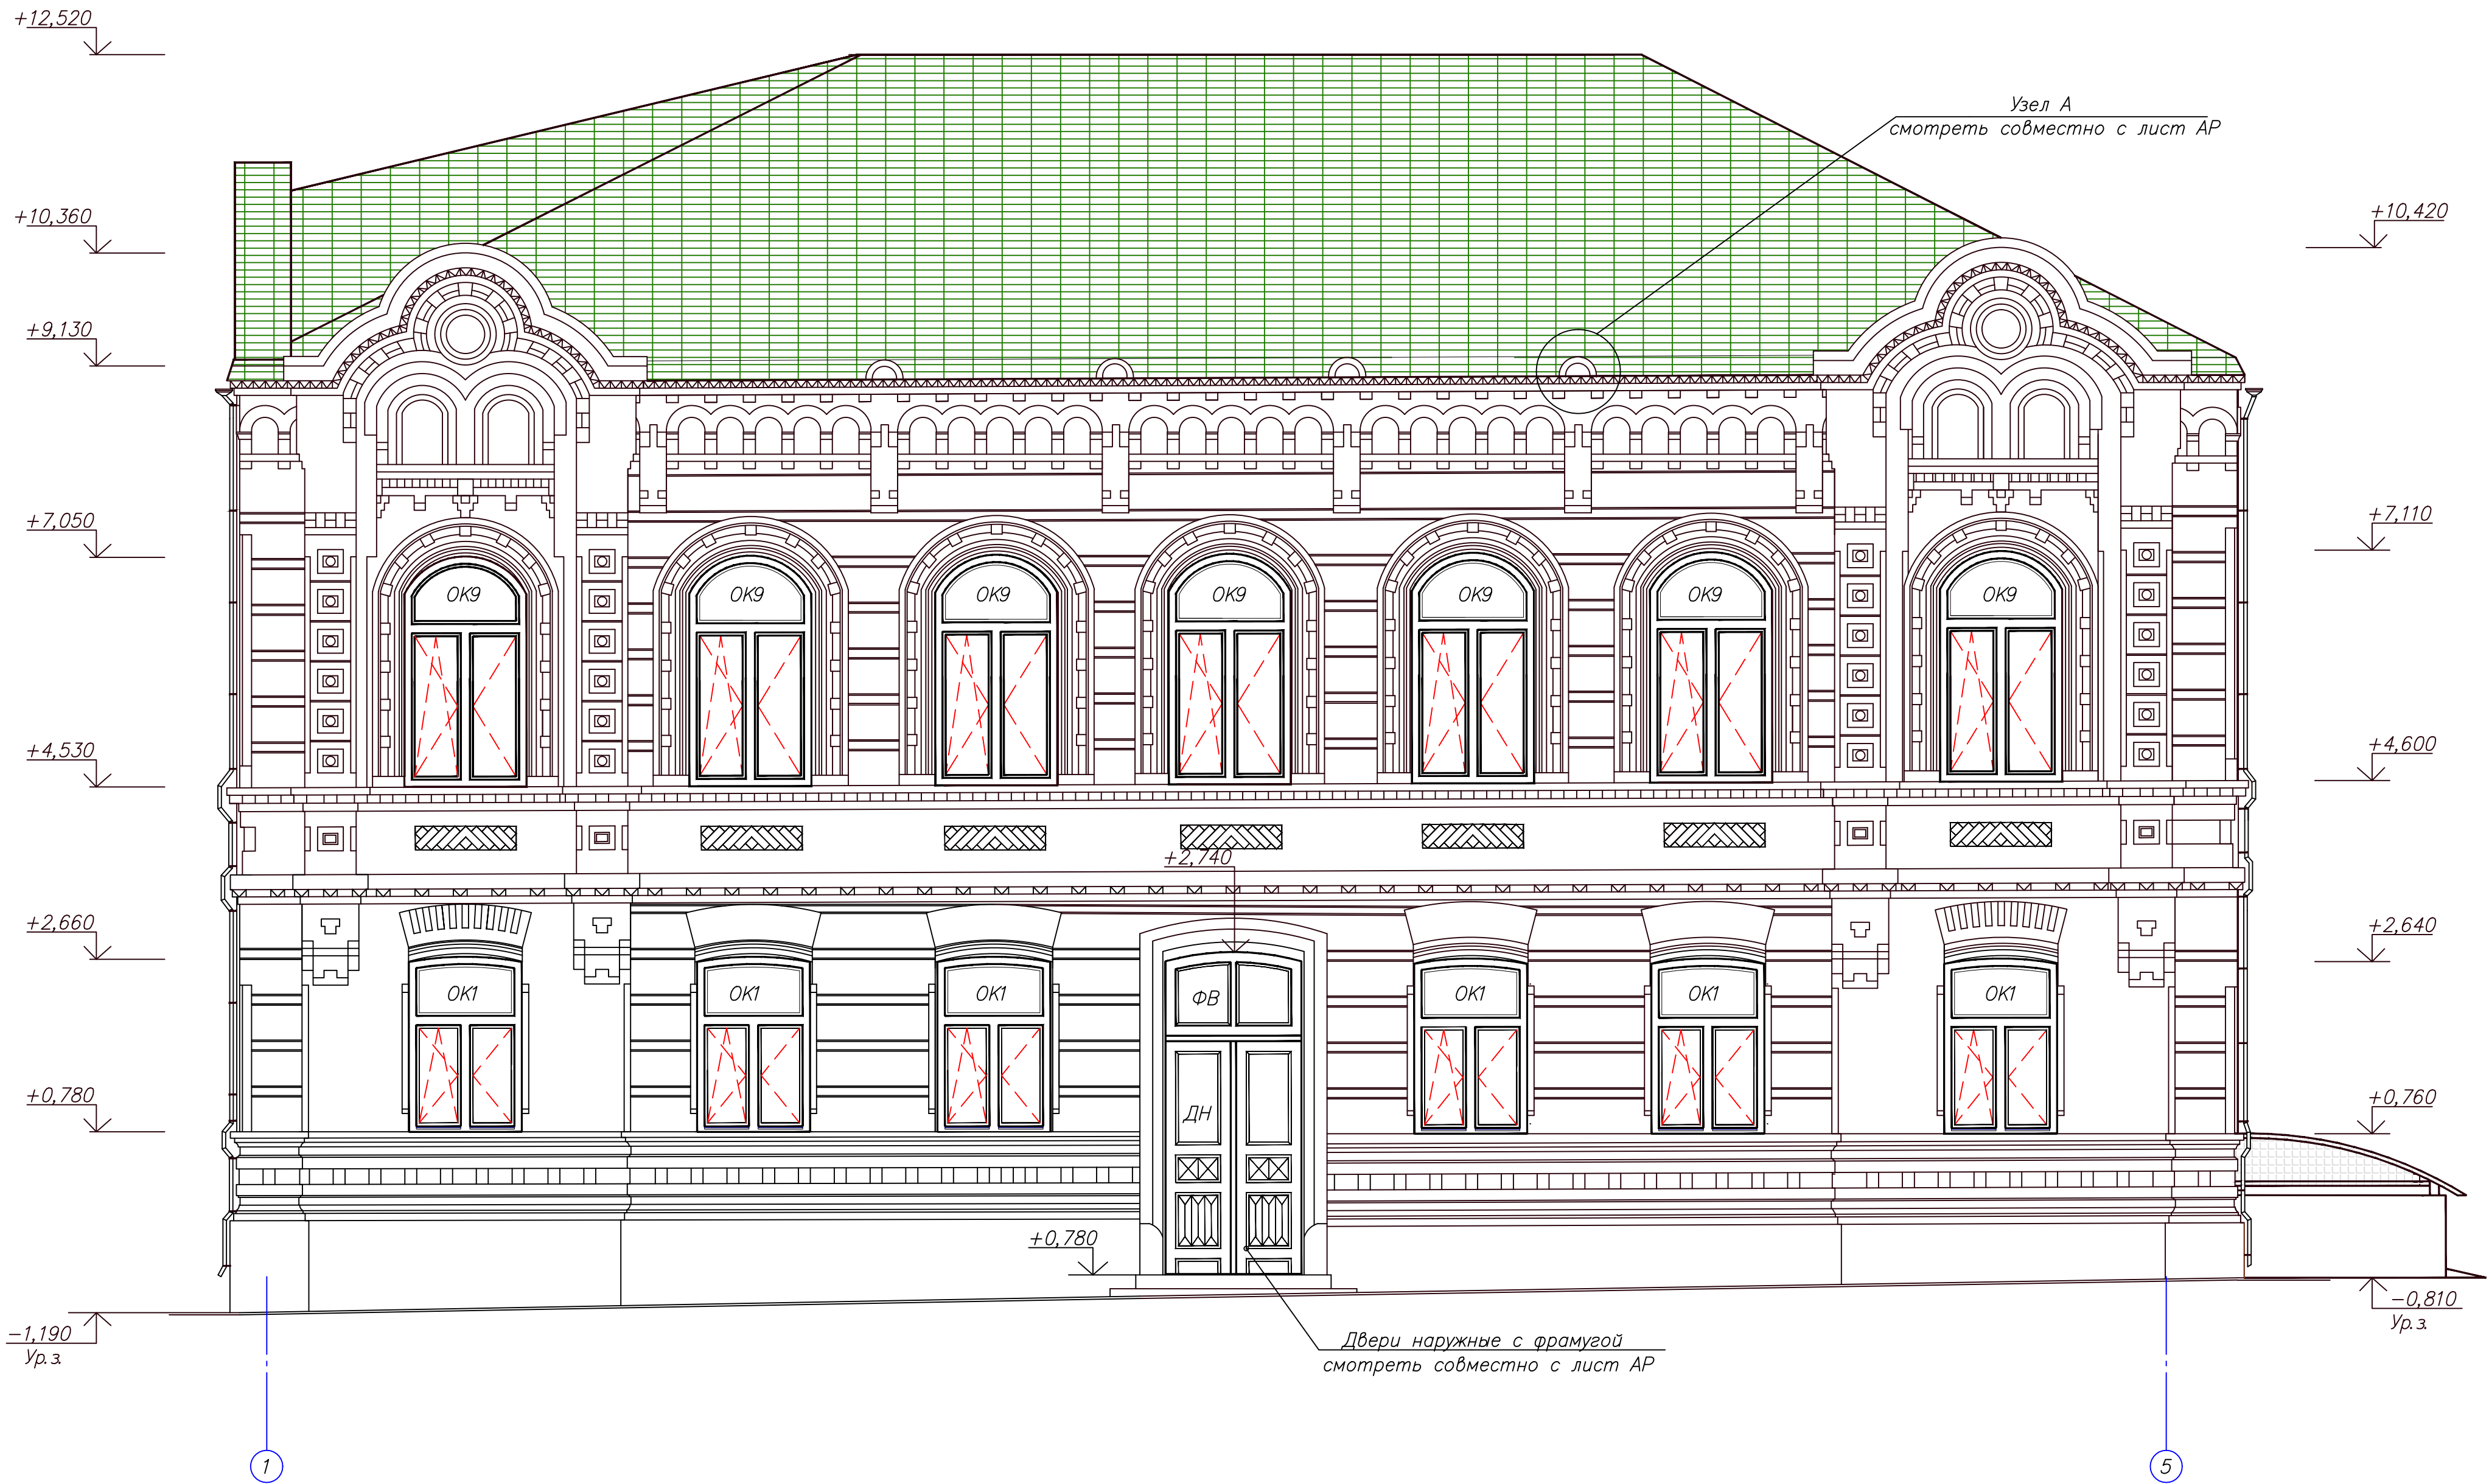 +12,520
Узел А
смотреть совместно с лист АР
+10,360
+10,420
+9,130
+7,050
+7,110
ОК9 ОК9 ОК9 ОК9 ОК9 ОК9 ОК9
+4,530
+4,600
+2,740
+2,660
+2,640
ОК1 ОК1 ОК1 ФВ ОК1 ОК1 ОК1
+0,780
+0,760
ДН
+0,780
-1,190
Ур.з.
-0,810
Ур.з.
Двери наружные с фрамугой
смотреть совместно с лист АР
1
5